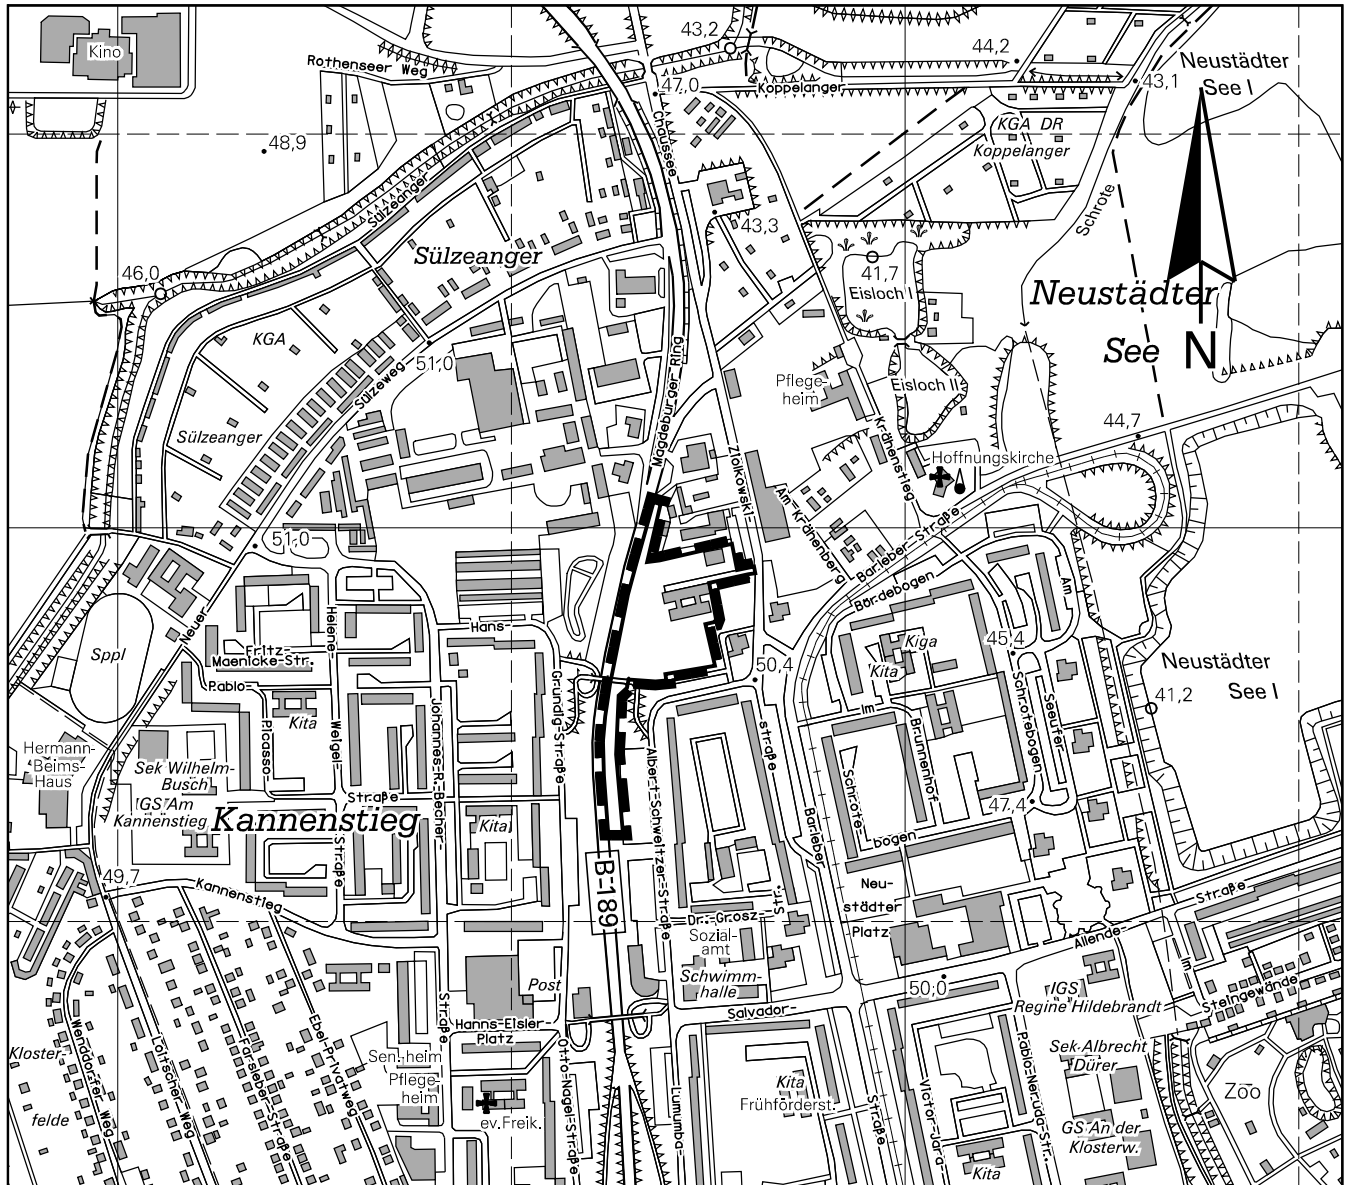 Kino
Rothenseer Weg
43,2
44,2
43,1
Neustädter
See I
47,0
Koppelanger
Chaussee
48,9
KGA DR
Koppelanger
Schrote
Sülzeanger
Sülzeanger
43,3
46,0
41,7
Eisloch I
Neustädter
See
N
KGA
51,0
Sülzeweg
Magdeburger Ring
Pflege-
heim
Eisloch II
Sülzeanger
44,7
Krähenstieg
Hoffnungskirche
Ziolkowski-
Am-Krähenberg
51,0
Barleber-Straße
Bördebogen
Am
Neuer
Sppl
Helene-
Hans-
Fritz-
Maenicke-Str.
Pablo
Kiga
Kita
45,4
Neustädter
See I
50,4
41,2
Grundig-Straße
Kita
Picasso-
Weigel-
Johannes-R.-Becher-
Im
Brunnenhof
Schrotebogen
Seeufer
Hermann-
Beims-
Haus
Sek Wilhelm-
Busch
IGS Am
Kannenstieg
Kannenstieg
Straße
Straße
Kita
Albert-Schweitzer-Straße
straße
Barleber
Schrote-
bogen
47,4
B-189
49,7
Kannenstieg
Neu-
städter
Platz
Straße
Dr.-Grosz-
Str.
Sozial-
amt
Schwimm-
halle
Allende-
Im
Steingewände
Post
50,0
IGS
Regine Hildebrandt
Salvador-
Straße
Hanns-Eisler-
Platz
Kloster-
felde
Wenddorfer Weg
Loitscher Weg
Farsleber Straße
Ebel-Privatweg
Sen.heim
Pflege-
heim
ev.Freik.
Otto-Nagel-Straße
Lumumba-
Kita
Frühförderst.
Straße
Victor-Jara-
Pablo-Neruda-Str.
Sek-Albrecht
Dürer
GS An der
Klosterw.
Zoo
Kita